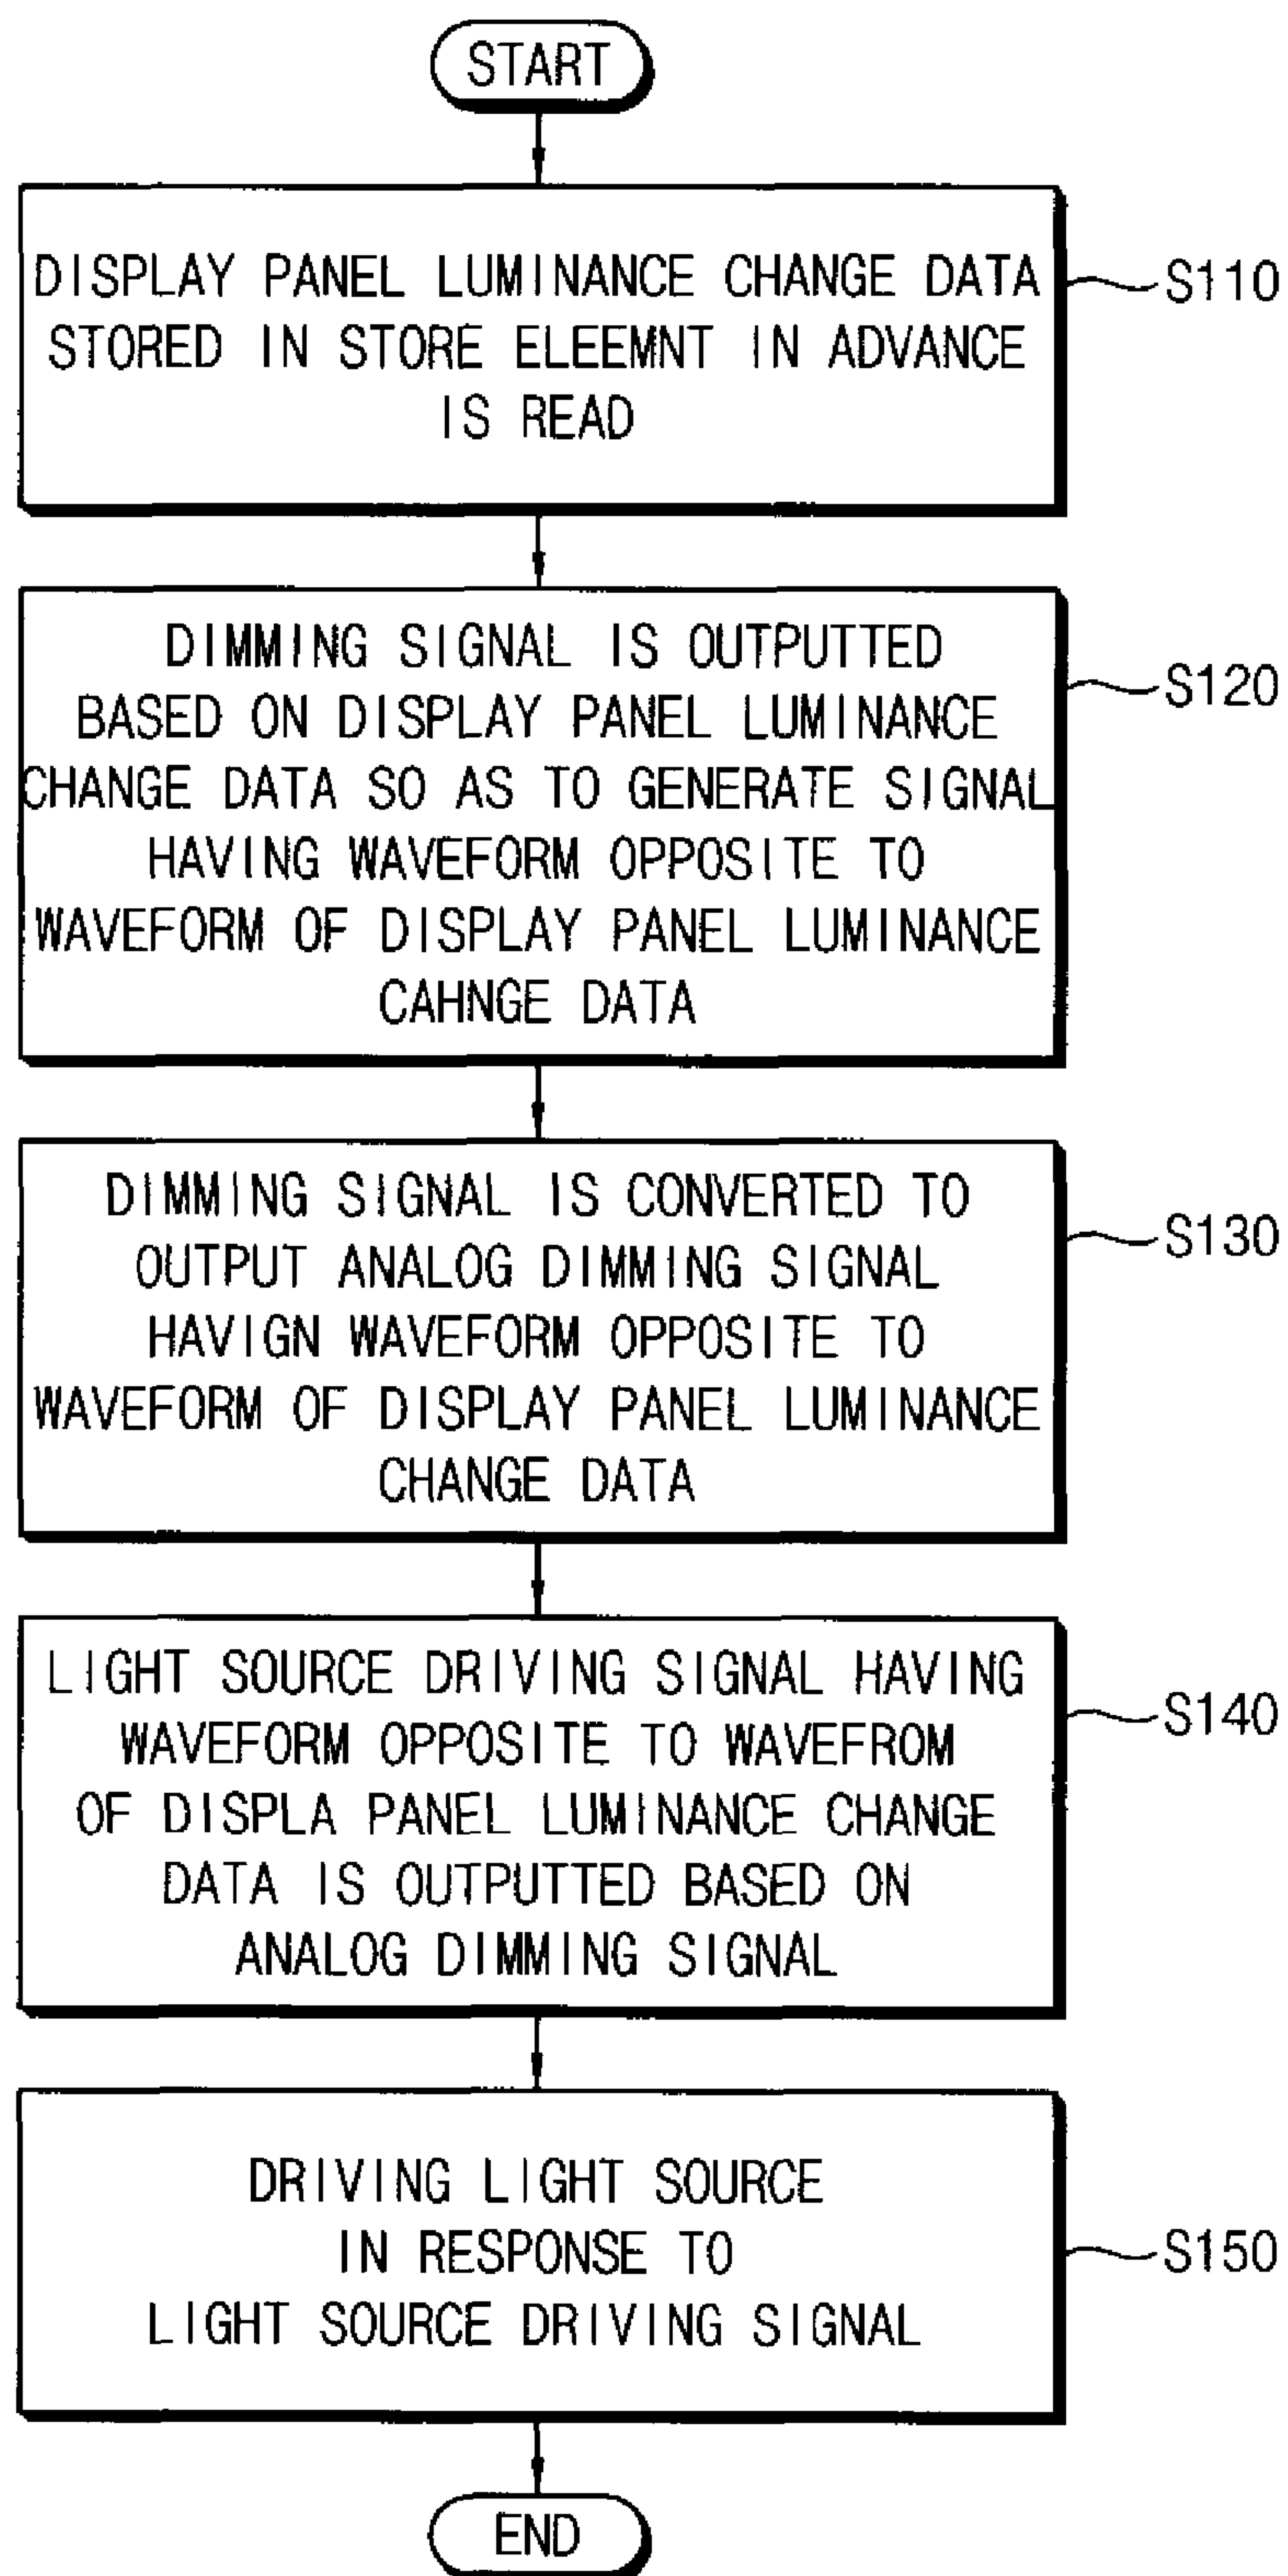 START
DISPLAY PANEL LUMINANCE CHANGE DATA
STORED IN STORE ELEEMNT IN ADVANCE
IS READ
S110
DIMMING SIGNAL IS OUTPUTTED
BASED ON DISPLAY PANEL LUMINANCE
CHANGE DATA SO AS TO GENERATE SIGNAL
HAVING WAVEFORM OPPOSITE TO
WAVEFORM OF DISPLAY PANEL LUMINANCE
CAHNGE DATA
S120
DIMMING SIGNAL IS CONVERTED TO
OUTPUT ANALOG DIMMING SIGNAL
HAVIGN WAVEFORM OPPOSITE TO
WAVEFORM OF DISPLAY PANEL LUMINANCE
CHANGE DATA
S130
LIGHT SOURCE DRIVING SIGNAL HAVING
WAVEFORM OPPOSITE TO WAVEFROM
OF DISPLA PANEL LUMINANCE CHANGE
DATA IS OUTPUTTED BASED ON
ANALOG DIMMING SIGNAL
S140
DRIVING LIGHT SOURCE
IN RESPONSE TO
LIGHT SOURCE DRIVING SIGNAL
S150
END